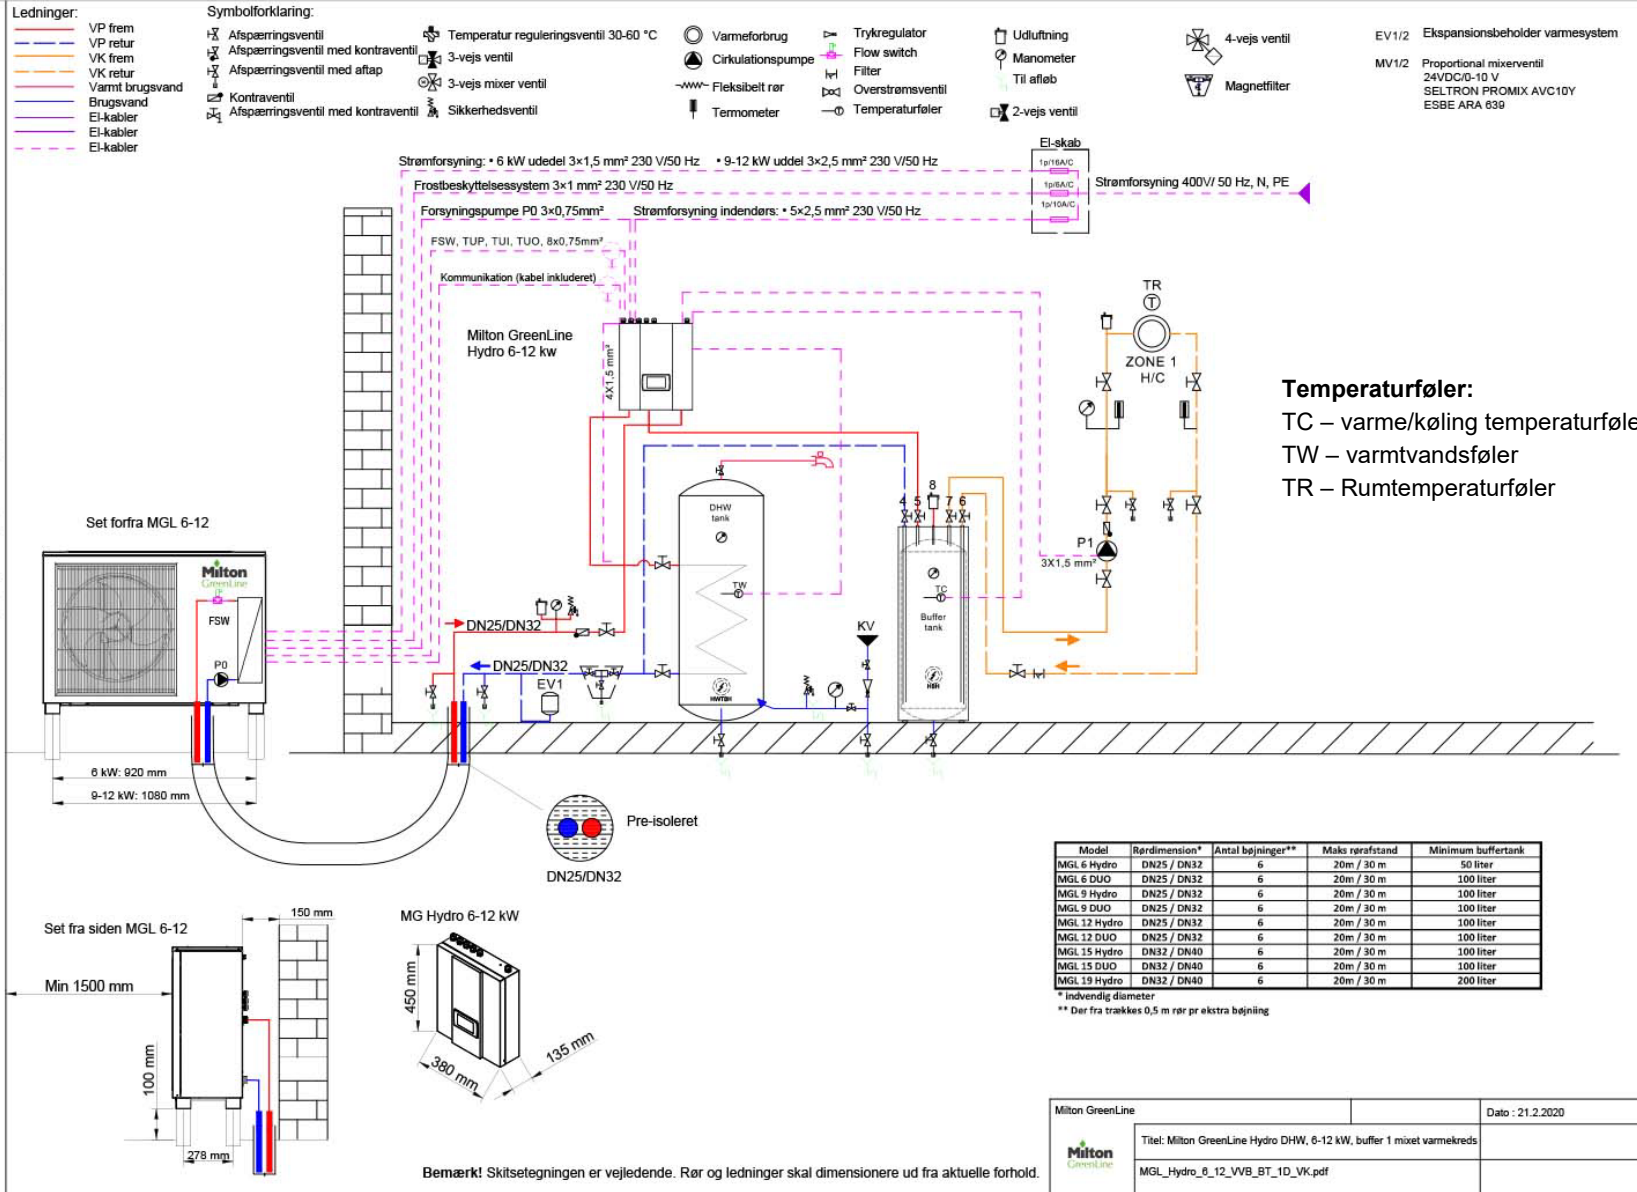 Ledninger:
VP frem
VP retur
VK frem
VK retur
Varmt brugsvand
Brugsvand
El-kabler
El-kabler
El-kabler
Symbolforklaring:
Afspærringsventil
Afspærringsventil med kontraventil
Afspærringsventil med aftap
Kontraventil
Afspærringsventil med kontraventil
Temperatur reguleringsventil 30-60 °C
3-vejs ventil
3-vejs mixer ventil
Sikkerhedsventil
Varmeforbrug
Cirkulationspumpe
Fleksibelt rør
Termometer
Trykregulator
Flow switch
Filter
Overstrømsventil
Temperaturføler
Udluftning
Manometer
Til afløb
2-vejs ventil
4-vejs ventil
Magnetfilter
EV1/2 Ekspansionsbeholder varmesystem
MV1/2 Proportional mixerventil
24VDC/0-10 V
SELTRON PROMIX AVC10Y
ESBE ARA 639
El-skab
1p/16A/C
1p/6A/C
1p/10A/C
Strømforsyning: • 6 kW udedel 3×1,5 mm² 230 V/50 Hz • 9-12 kW uddel 3×2,5 mm² 230 V/50 Hz
Frostbeskyttelsessystem 3×1 mm² 230 V/50 Hz
Strømforsyning 400V/ 50 Hz, N, PE
Forsyningspumpe P0 3×0,75mm² Strømforsyning indendørs: • 5×2,5 mm² 230 V/50 Hz
FSW, TUP, TUI, TUO, 8x0,75mm²
Kommunikation (kabel inkluderet)
Milton GreenLine
Hydro 6-12 kw
4X1,5 mm²
TR
T
ZONE 1
H/C
Temperaturføler:
TC – varme/køling temperaturføle
TW – varmtvandsføler
TR – Rumtemperaturføler
DHW
tank
TW
4 5 8 7 6
P1
3X1,5 mm²
TC
Buffer
tank
HSH
HWTSH
KV
Set forfra MGL 6-12
Milton
GreenLine
FSW
P0
DN25/DN32
DN25/DN32
EV1
6 kW: 920 mm
9-12 kW: 1080 mm
Pre-isoleret
DN25/DN32
Set fra siden MGL 6-12
150 mm
Min 1500 mm
100 mm
278 mm
MG Hydro 6-12 kW
450 mm
380 mm
135 mm
Model Rørdimension* Antal bøjninger** Maks rørafstand Minimum buffertank
MGL 6 Hydro DN25 / DN32 6 20m / 30 m 50 liter
MGL 6 DUO DN25 / DN32 6 20m / 30 m 100 liter
MGL 9 Hydro DN25 / DN32 6 20m / 30 m 100 liter
MGL 9 DUO DN25 / DN32 6 20m / 30 m 100 liter
MGL 12 Hydro DN25 / DN32 6 20m / 30 m 100 liter
MGL 12 DUO DN25 / DN32 6 20m / 30 m 100 liter
MGL 15 Hydro DN32 / DN40 6 20m / 30 m 100 liter
MGL 15 DUO DN32 / DN40 6 20m / 30 m 100 liter
MGL 19 Hydro DN32 / DN40 6 20m / 30 m 200 liter
* indvendig diameter
** Der fra trækkes 0,5 m rør pr ekstra bøjniing
Bemærk! Skitsetegningen er vejledende. Rør og ledninger skal dimensionere ud fra aktuelle forhold.
Milton GreenLine
Dato : 21.2.2020
Milton
GreenLine
Titel: Milton GreenLine Hydro DHW, 6-12 kW, buffer 1 mixet varmekreds
MGL_Hydro_6_12_VVB_BT_1D_VK.pdf